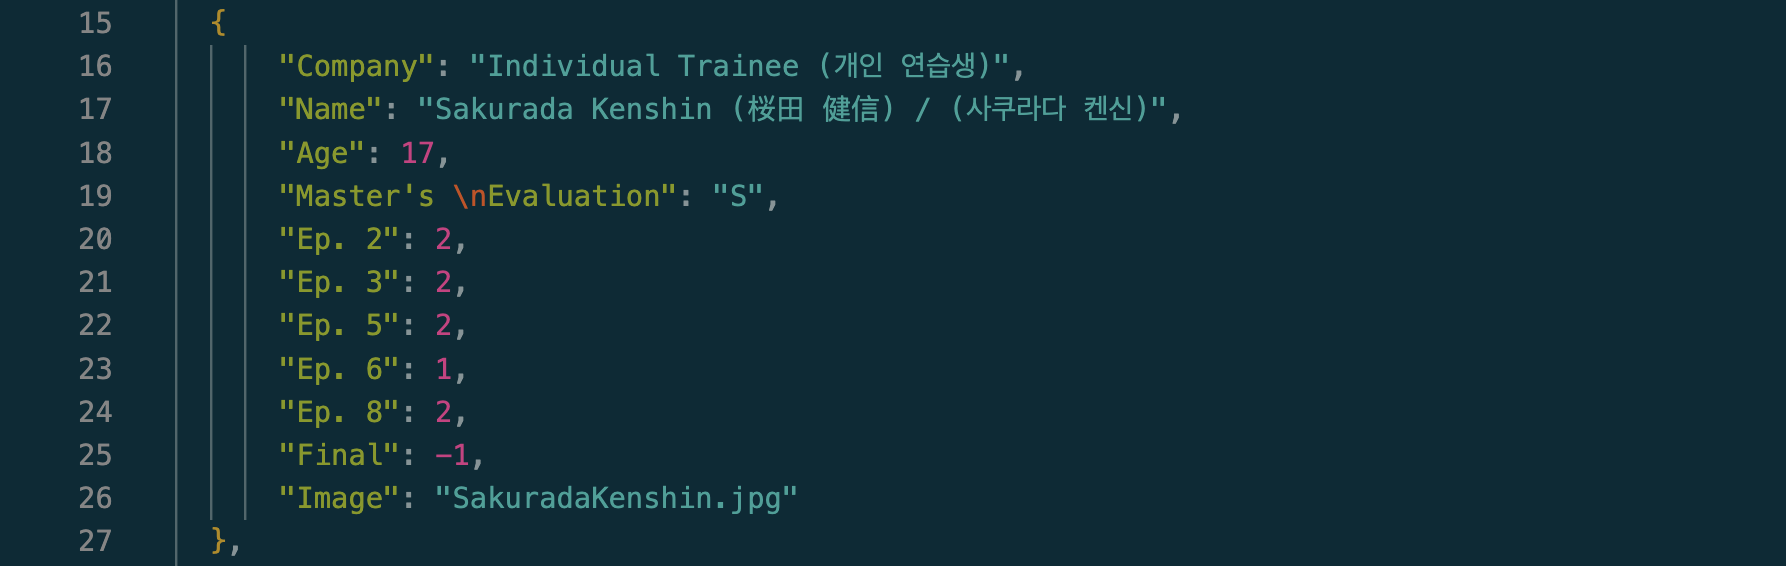 15 {
16 "Company": "Individual Trainee (개인 연습생)",
17 "Name": "Sakurada Kenshin (桜田 健信) / (사쿠라다 켄신)",
18 "Age": 17,
19 "Master's \nEvaluation": "S",
20 "Ep. 2": 2,
21 "Ep. 3": 2,
22 "Ep. 5": 2,
23 "Ep. 6": 1,
24 "Ep. 8": 2,
25 "Final": -1,
26 "Image": "SakuradaKenshin.jpg"
27 },